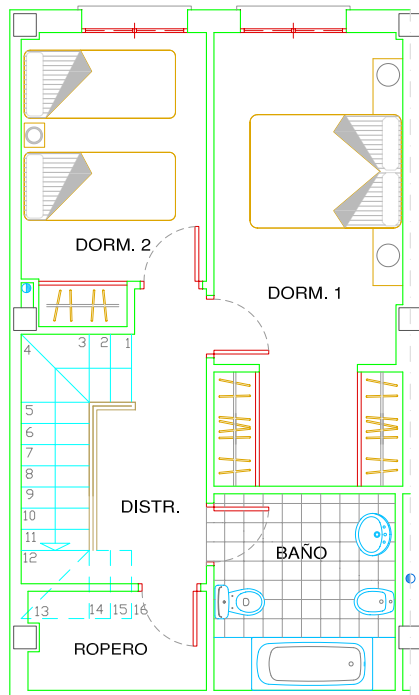 DORM. 2
DORM. 1
4 3 2 1
5
6
7
8
9
10
11
12
DISTR.
BAÑO
13 14 15 16
ROPERO